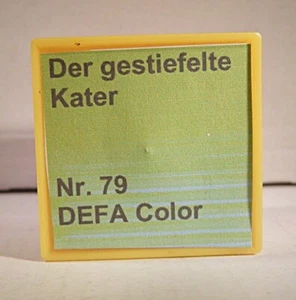 Der gestiefelte
Kater
Nr. 79
DEFA Color